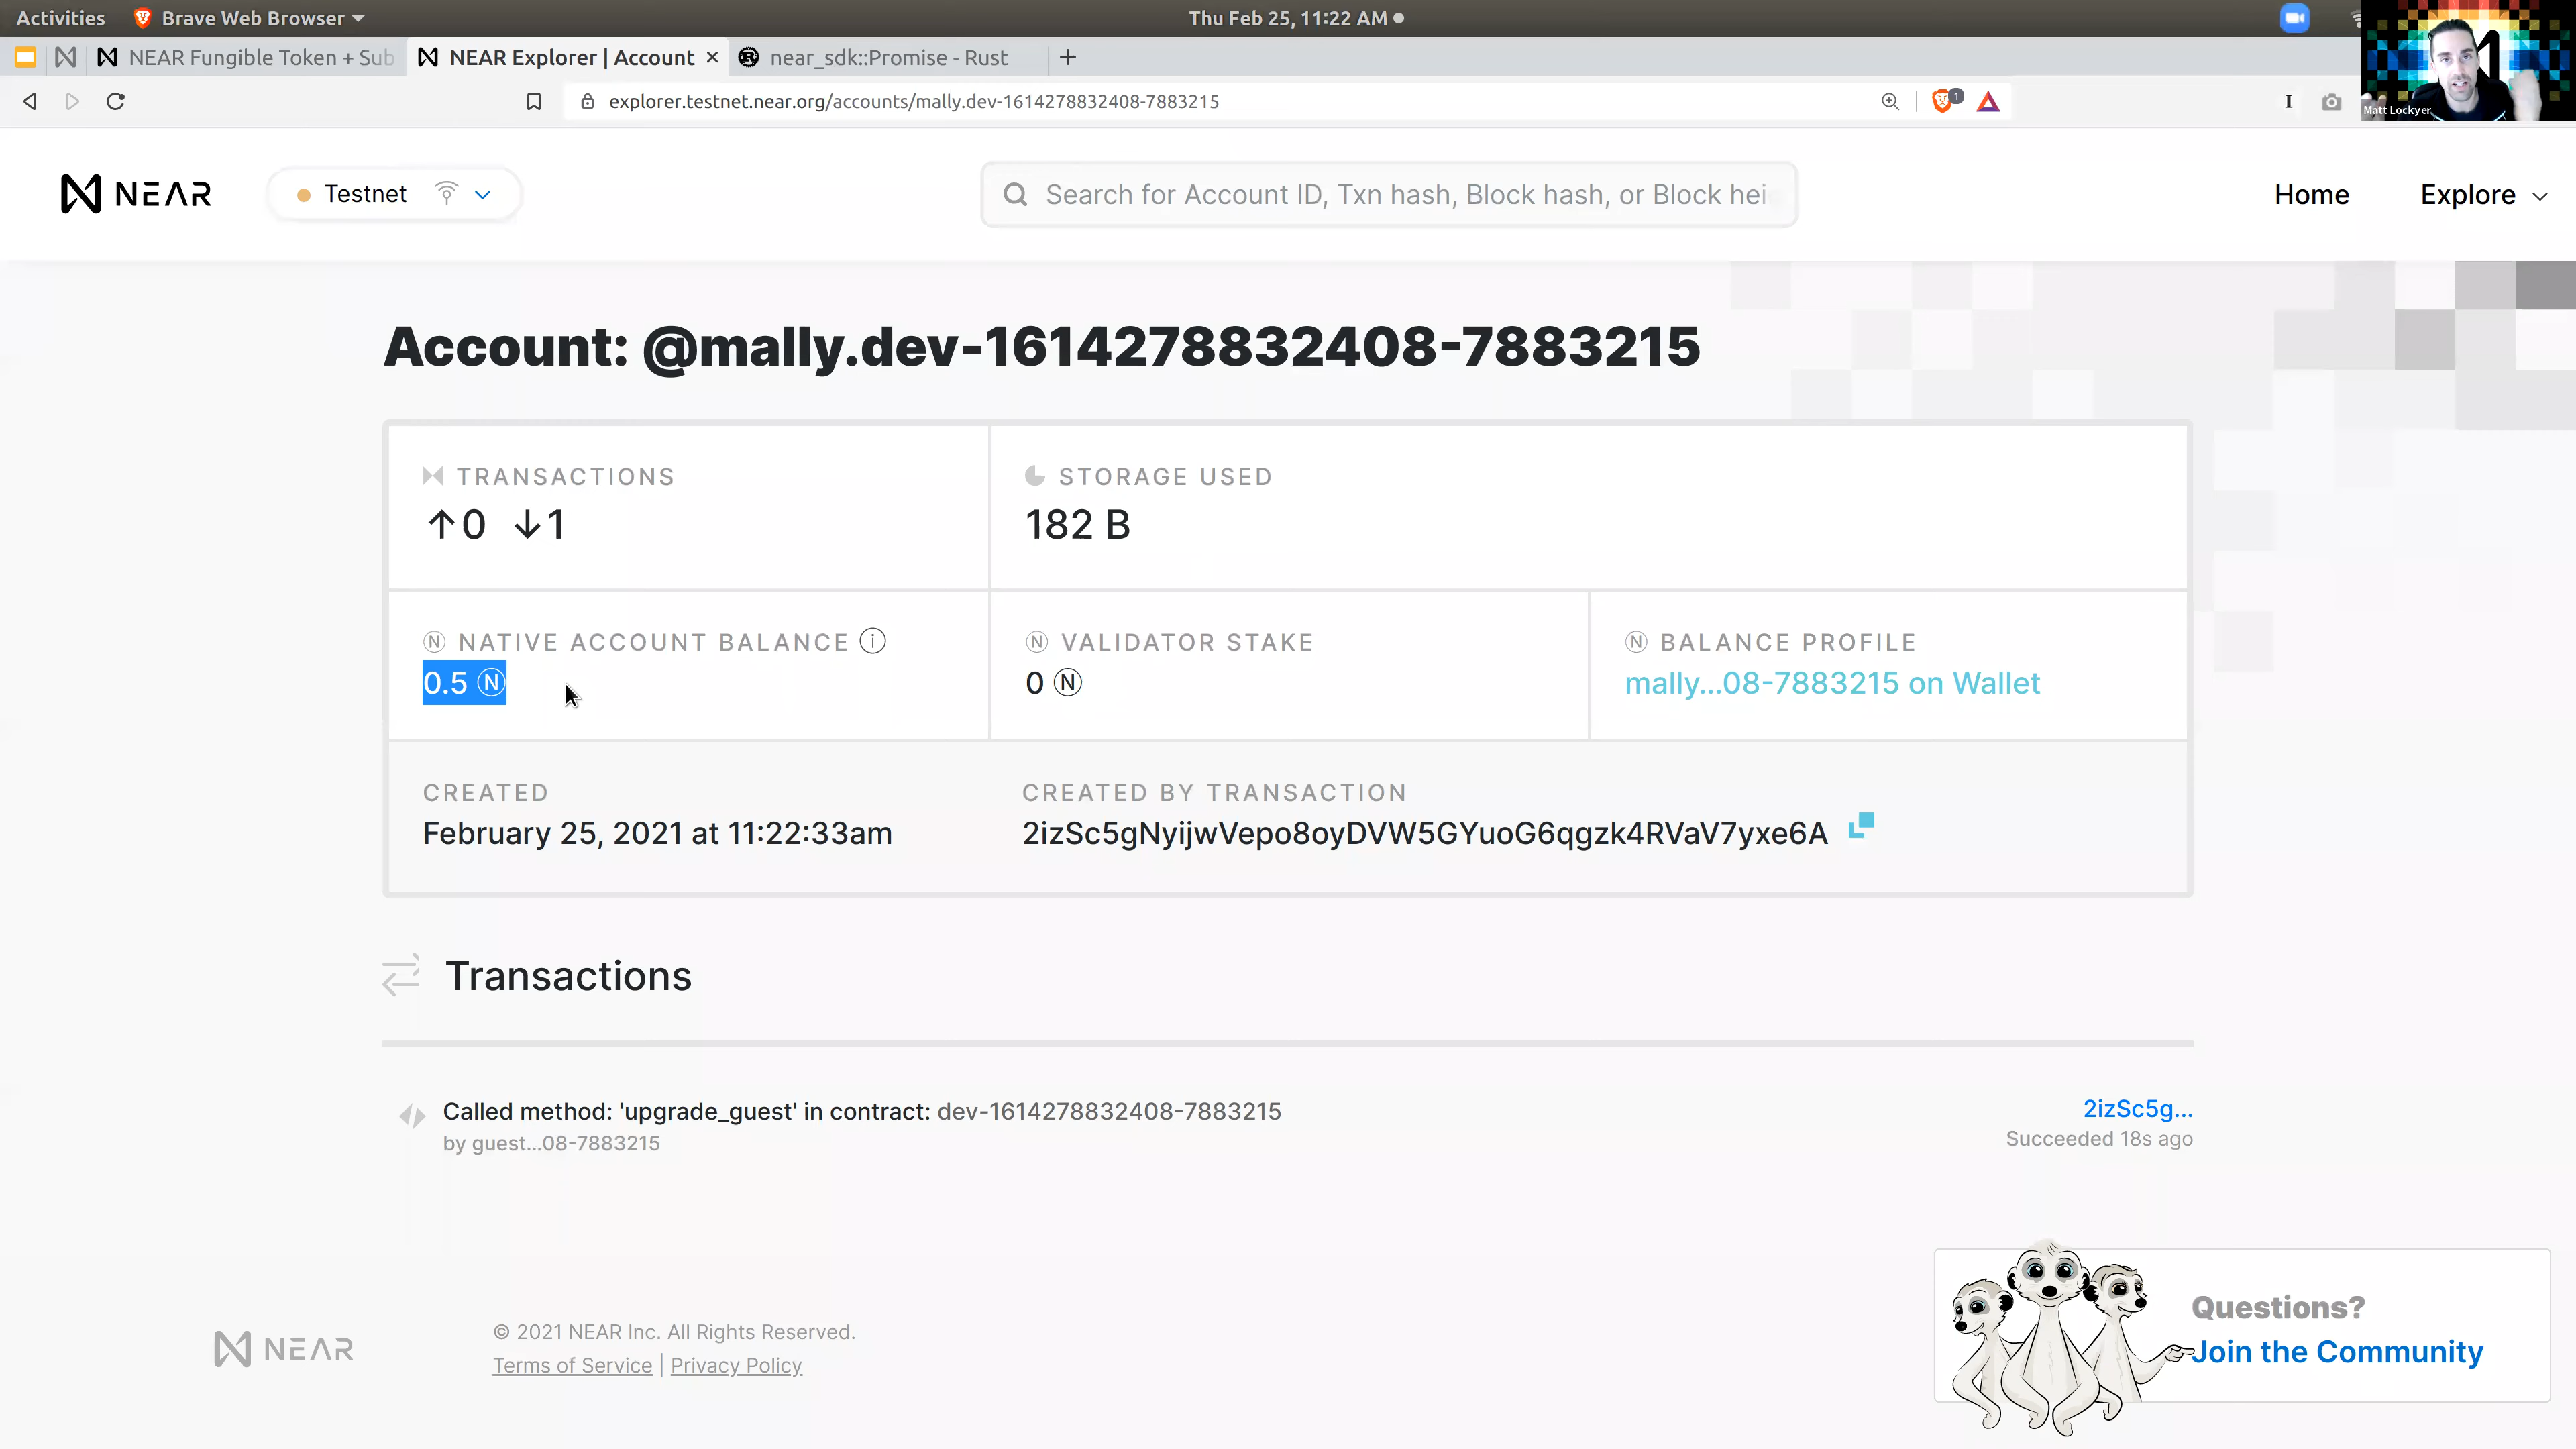 Activities
Brave Web Browser
Thu Feb 25, 11:22 AM
NEAR Fungible Token + Sub
NEAR Explorer | Account
near_sdk::Promise - Rust
explorer.testnet.near.org/accounts/mally.dev-1614278832408-7883215
1
Matt Lockyer
NEAR
Testnet
Search for Account ID, Txn hash, Block hash, or Block hei
Home
Explore
Account: @mally.dev-1614278832408-7883215
TRANSACTIONS
↑0 ↓1
STORAGE USED
182 B
NATIVE ACCOUNT BALANCE
0.5 Ⓝ
VALIDATOR STAKE
0 Ⓝ
BALANCE PROFILE
mally...08-7883215 on Wallet
CREATED
February 25, 2021 at 11:22:33am
CREATED BY TRANSACTION
2izSc5gNyijwVepo8oyDVW5GYuoG6qgzk4RVaV7yxe6A
Transactions
Called method: 'upgrade_guest' in contract: dev-1614278832408-7883215
by guest...08-7883215
2izSc5g...
Succeeded 18s ago
NEAR
© 2021 NEAR Inc. All Rights Reserved.
Terms of Service | Privacy Policy
Questions?
Join the Community